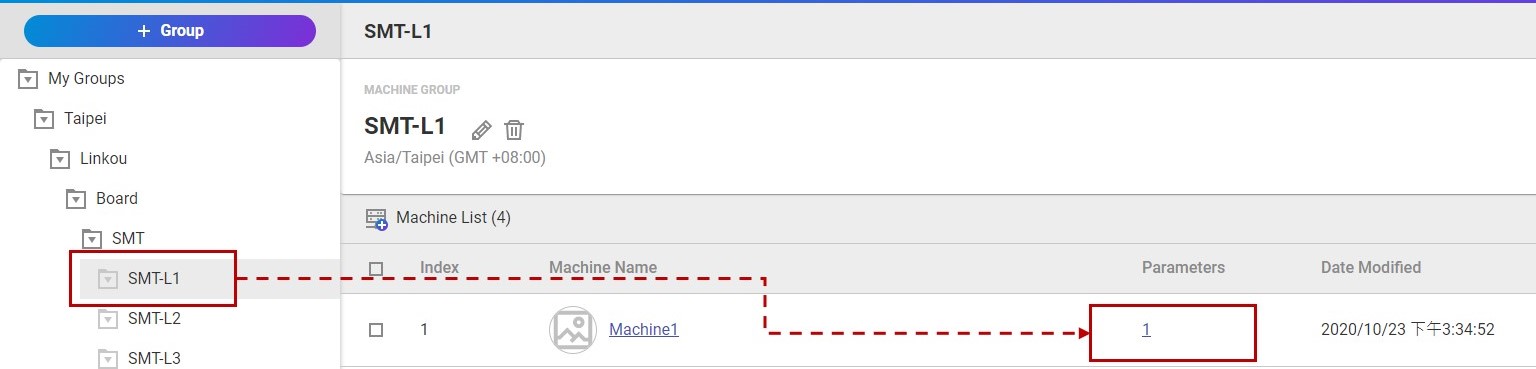 + Group
My Groups
Taipei
Linkou
Board
SMT
SMT-L1
SMT-L2
SMT-L3
SMT-L1
MACHINE GROUP
SMT-L1
Asia/Taipei (GMT +08:00)
Machine List (4)
Index Machine Name Parameters Date Modified
1 Machine1 1 2020/10/23 下午3:34:52